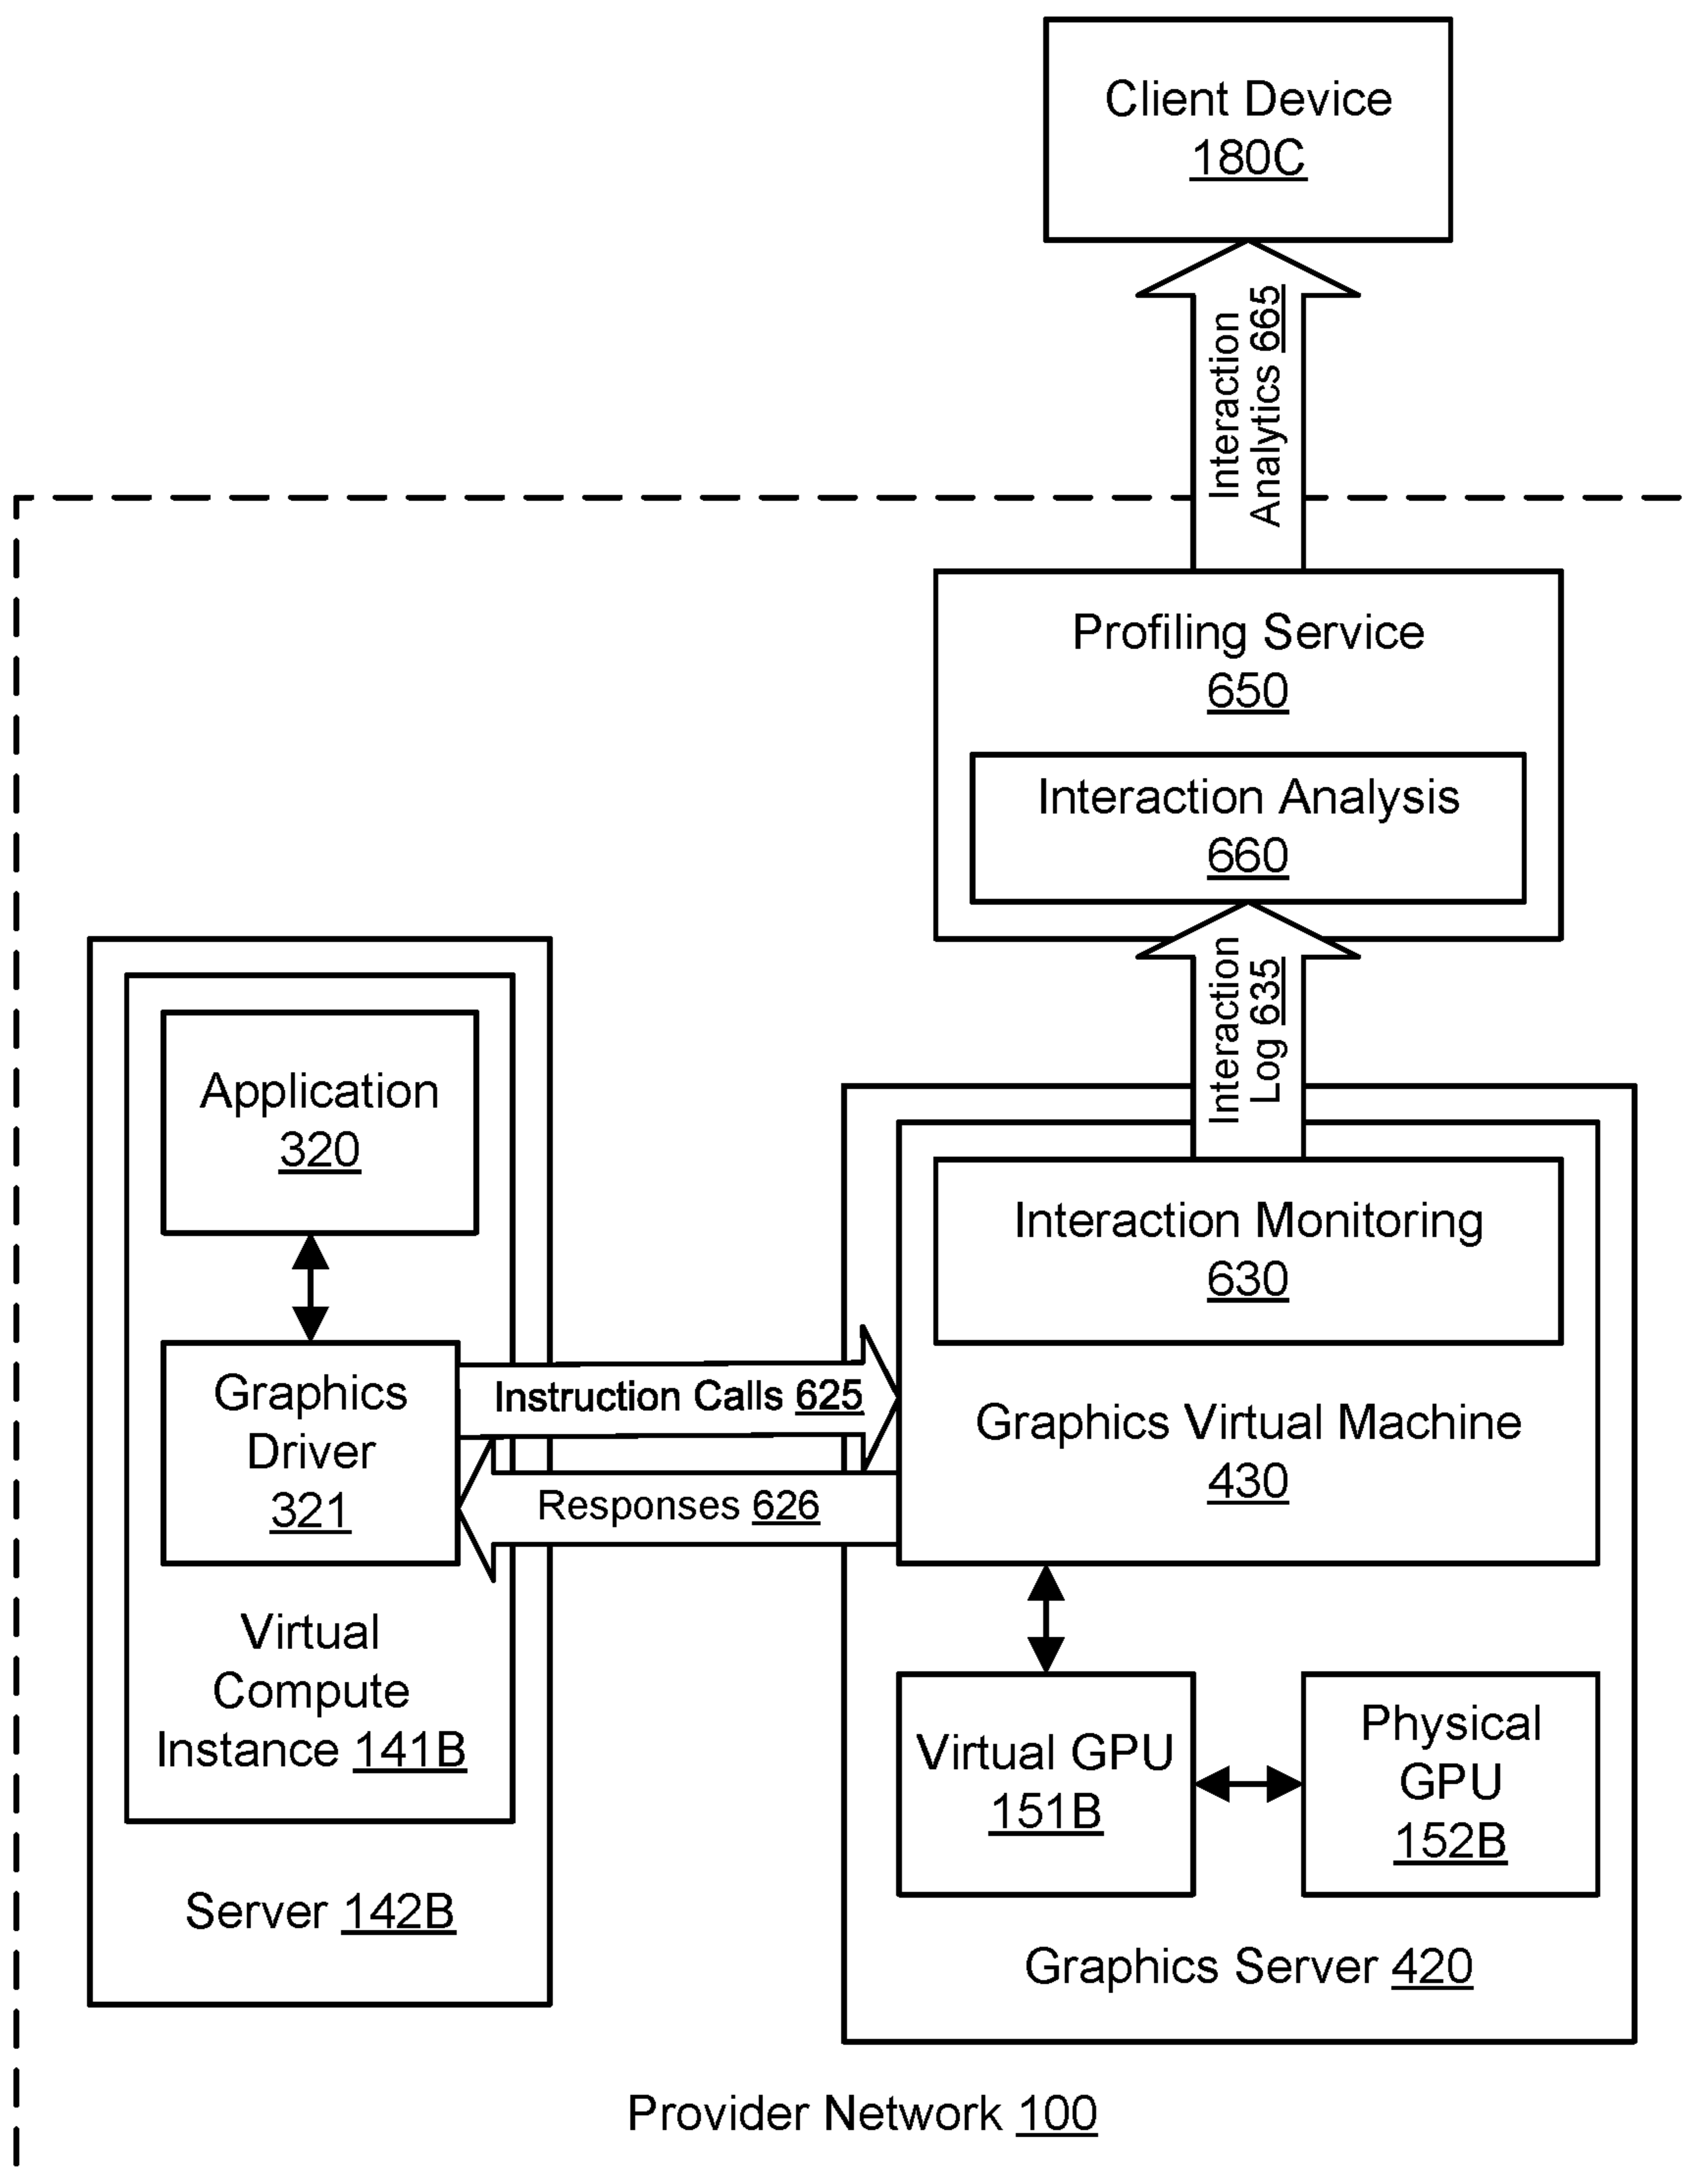 Client Device
180C
Interaction
Analytics 665
Profiling Service
650
Interaction Analysis
660
Interaction
Log 635
Application
320
Interaction Monitoring
630
Graphics
Driver
321
Instruction Calls 625
Responses 626
Graphics Virtual Machine
430
Virtual
Compute
Instance 141B
Virtual GPU
151B
Physical
GPU
152B
Server 142B
Graphics Server 420
Provider Network 100